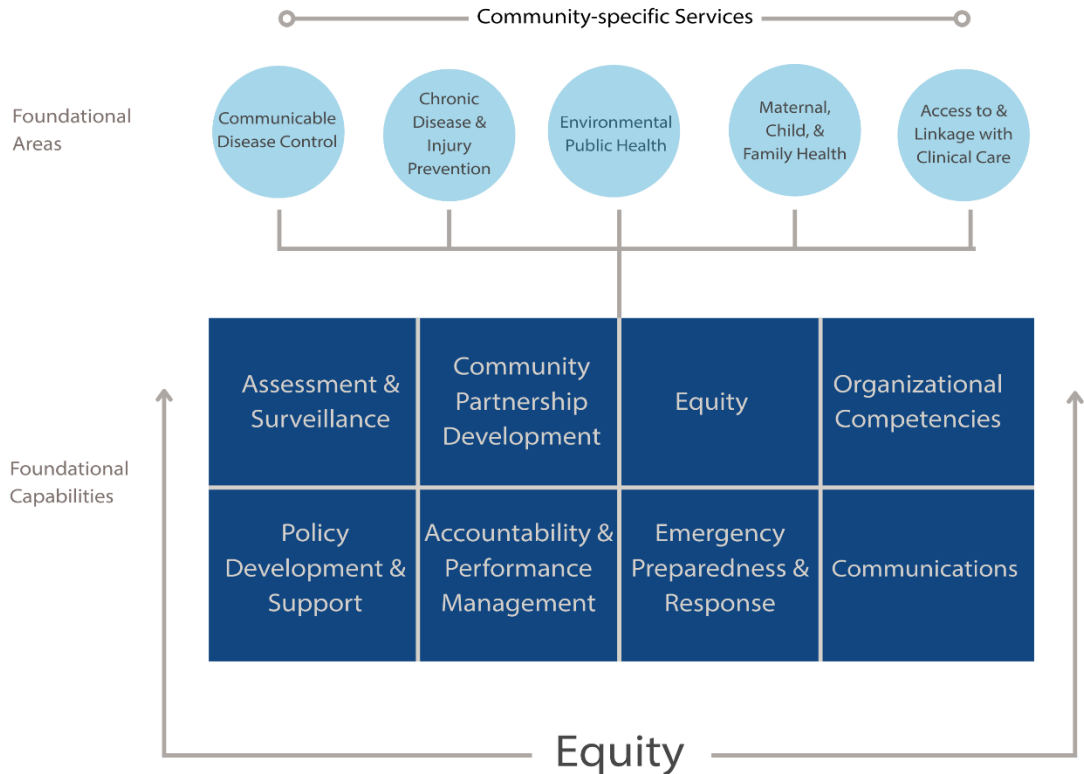 Community-specific Services
Foundational
Areas
Communicable
Disease Control
Chronic
Disease &
Injury
Prevention
Environmental
Public Health
Maternal,
Child, &
Family Health
Access to &
Linkage with
Clinical Care
Foundational
Capabilities
Assessment &
Surveillance
Community
Partnership
Development
Equity
Organizational
Competencies
Policy
Development &
Support
Accountability &
Performance
Management
Emergency
Preparedness &
Response
Communications
Equity